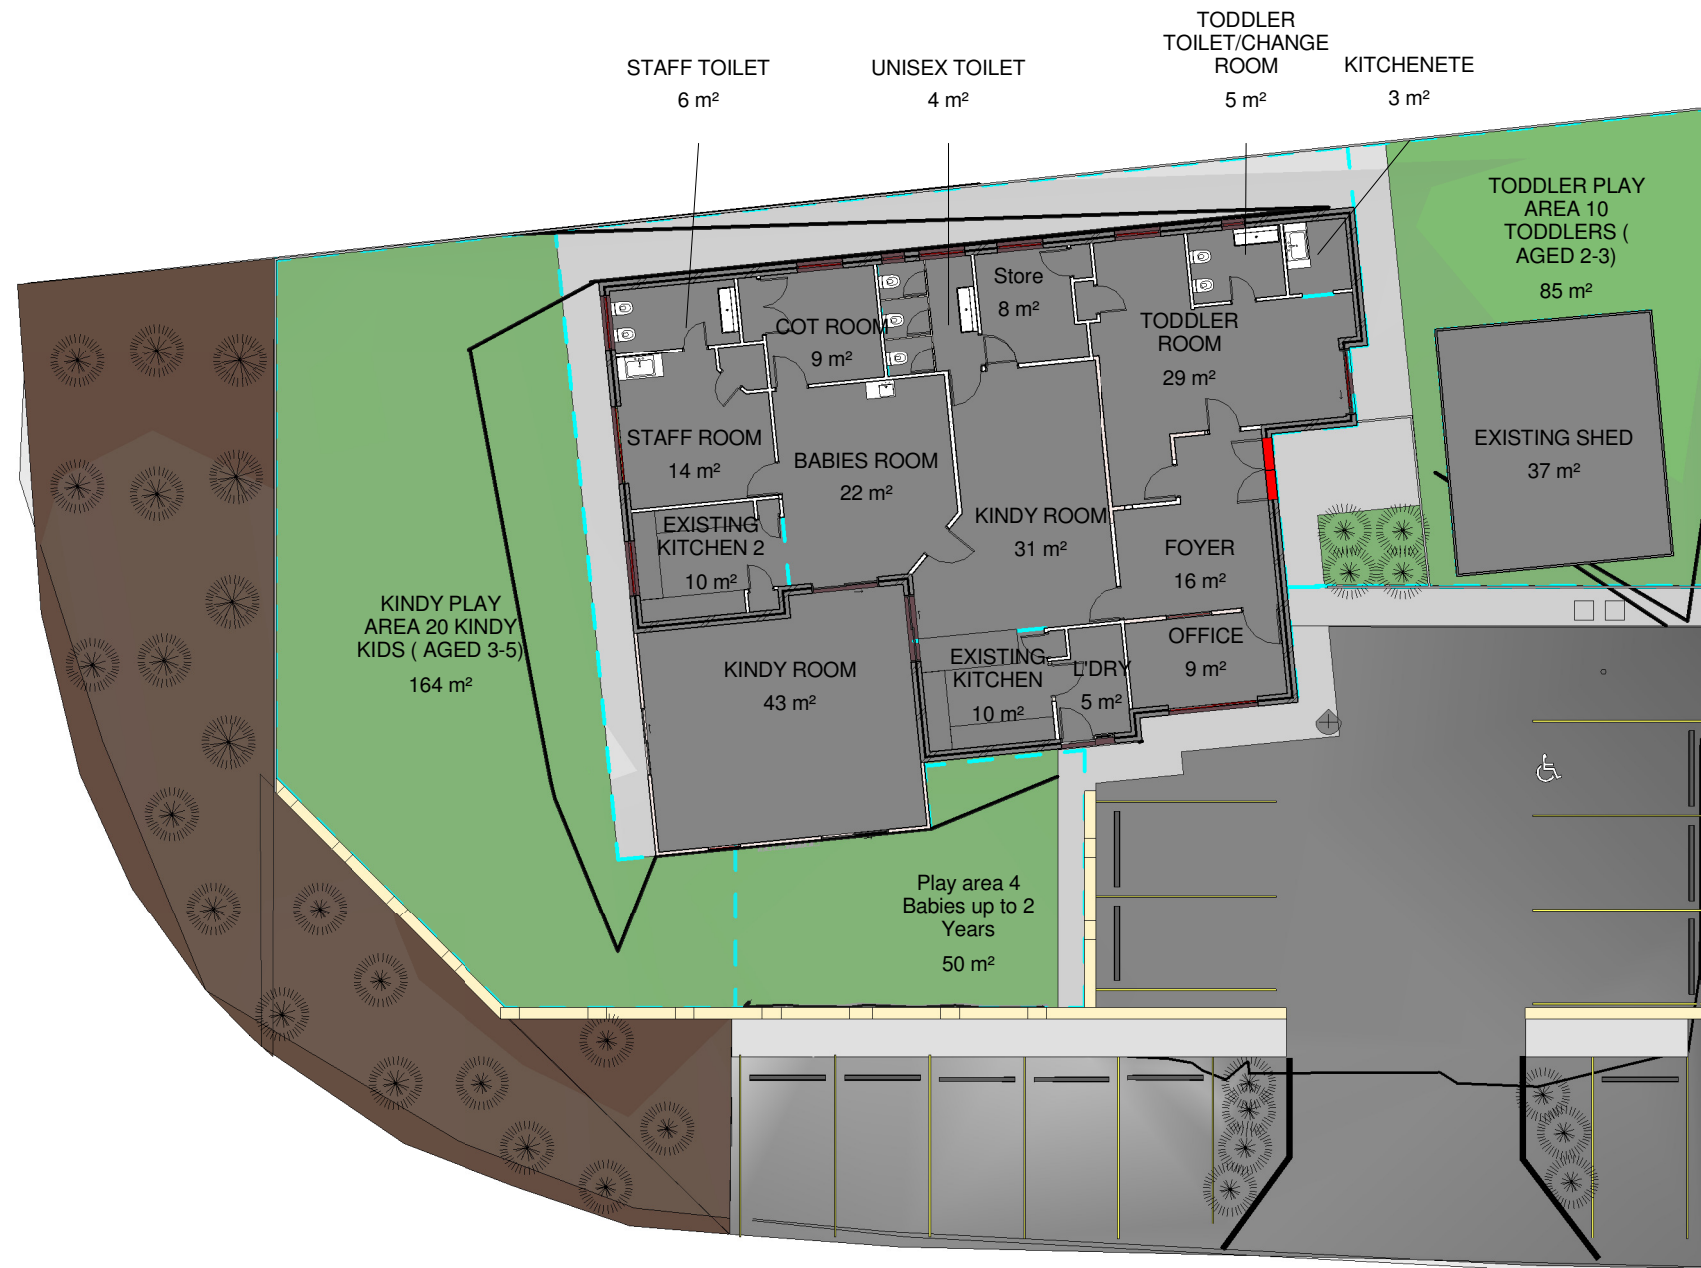 TODDLER
TOILET/CHANGE
ROOM
5 m²
STAFF TOILET
6 m²
UNISEX TOILET
4 m²
KITCHENETE
3 m²
TODDLER PLAY
AREA 10
TODDLERS (
AGED 2-3)
85 m²
Store
8 m²
COT ROOM
9 m²
TODDLER
ROOM
29 m²
STAFF ROOM
14 m²
BABIES ROOM
22 m²
EXISTING SHED
37 m²
KINDY ROOM
31 m²
EXISTING
KITCHEN 2
10 m²
FOYER
16 m²
KINDY PLAY
AREA 20 KINDY
KIDS ( AGED 3-5)
164 m²
KINDY ROOM
43 m²
EXISTING
KITCHEN
10 m²
L'DRY
5 m²
OFFICE
9 m²
Play area 4
Babies up to 2
Years
50 m²